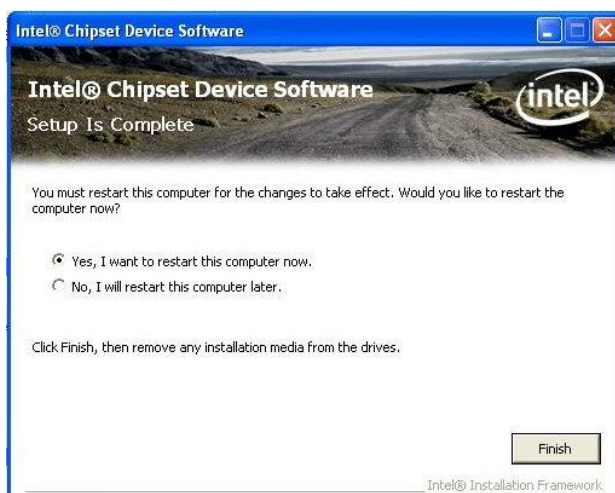 Intel® Chipset Device Software
Intel® Chipset Device Software
intel
Setup Is Complete
You must restart this computer for the changes to take effect. Would you like to restart the
computer now?
Yes, I want to restart this computer now.
No, I will restart this computer later.
Click Finish, then remove any installation media from the drives.
Finish
Intel® Installation Framework